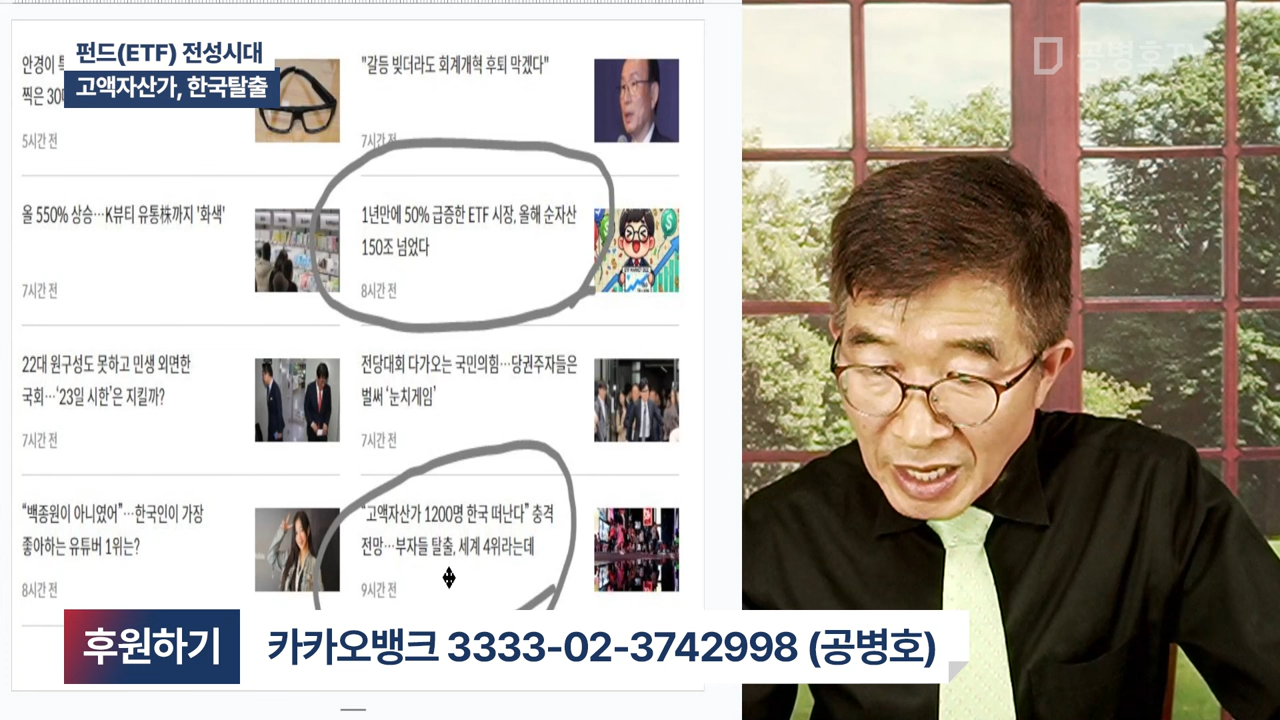 펀드(ETF) 전성시대
고액자산가, 한국탈출
안경이
찍은 30
5시간 전
"갈등 빚더라도 회계개혁 후퇴 막겠다"
7시간 전
올 550% 상승…K뷰티 유통株까지 '화색'
7시간 전
1년만에 50% 급증한 ETF 시장, 올해 순자산
150조 넘었다
8시간 전
22대 원구성도 못하고 민생 외면한
국회…‘23일 시한’은 지킬까?
7시간 전
전당대회 다가오는 국민의힘…당권주자들은
벌써 ‘눈치게임’
7시간 전
“백종원이 아니였어”…한국인이 가장
좋아하는 유튜버 1위는?
8시간 전
“고액자산가 1200명 한국 떠난다” 충격
전망…부자들 탈출, 세계 4위라는데
9시간 전
공병호
후원하기
카카오뱅크 3333-02-3742998 (공병호)